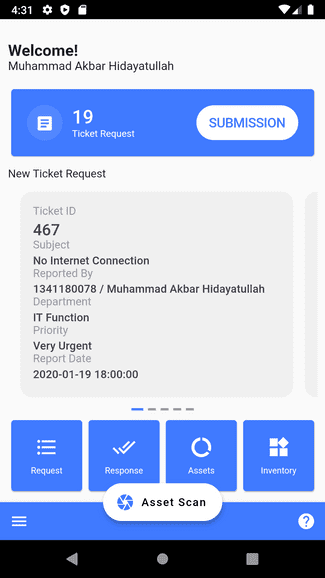 4:31
Welcome!
Muhammad Akbar Hidayatullah
19
Ticket Request
SUBMISSION
New Ticket Request
Ticket ID
467
Subject
No Internet Connection
Reported By
1341180078 / Muhammad Akbar Hidayatullah
Department
IT Function
Priority
Very Urgent
Report Date
2020-01-19 18:00:00
Request
Response
Assets
Inventory
Asset Scan